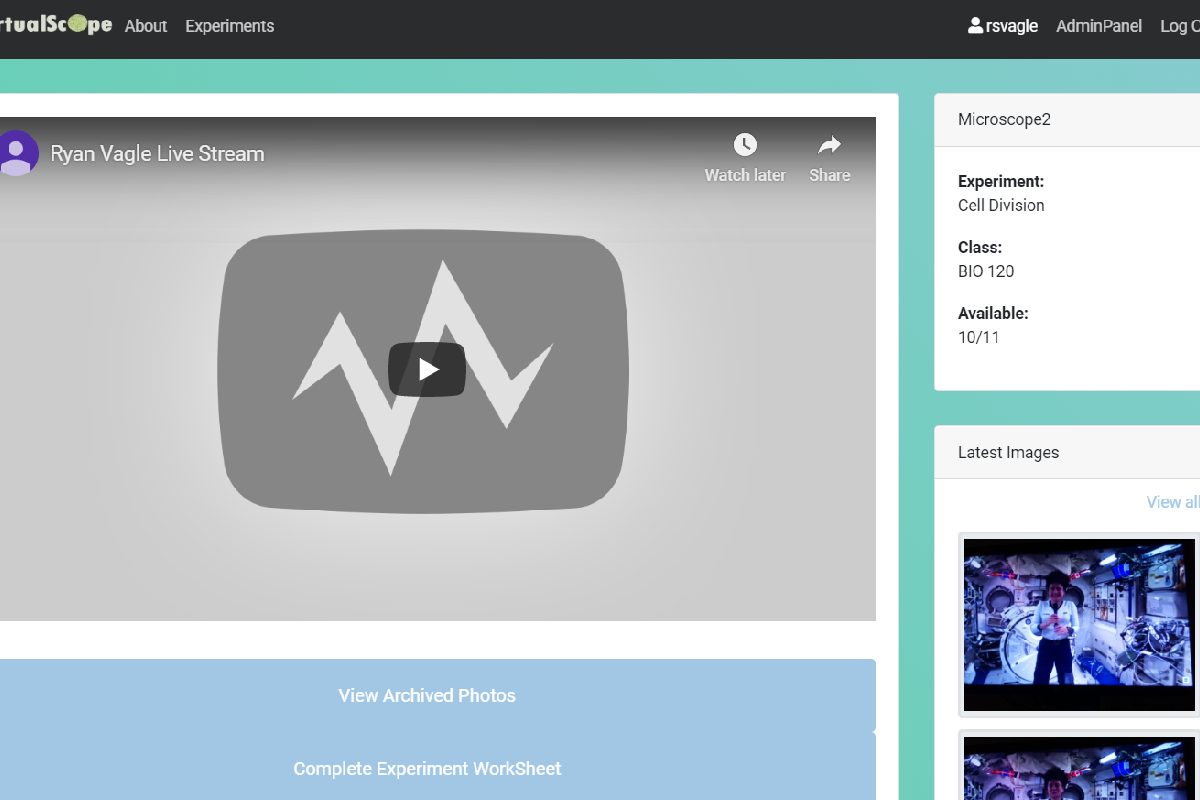 rtualScope About Experiments rsvagle AdminPanel Log
Ryan Vagle Live Stream
Watch later Share
View Archived Photos
Complete Experiment WorkSheet
Microscope2
Experiment:
Cell Division
Class:
BIO 120
Available:
10/11
Latest Images
View all